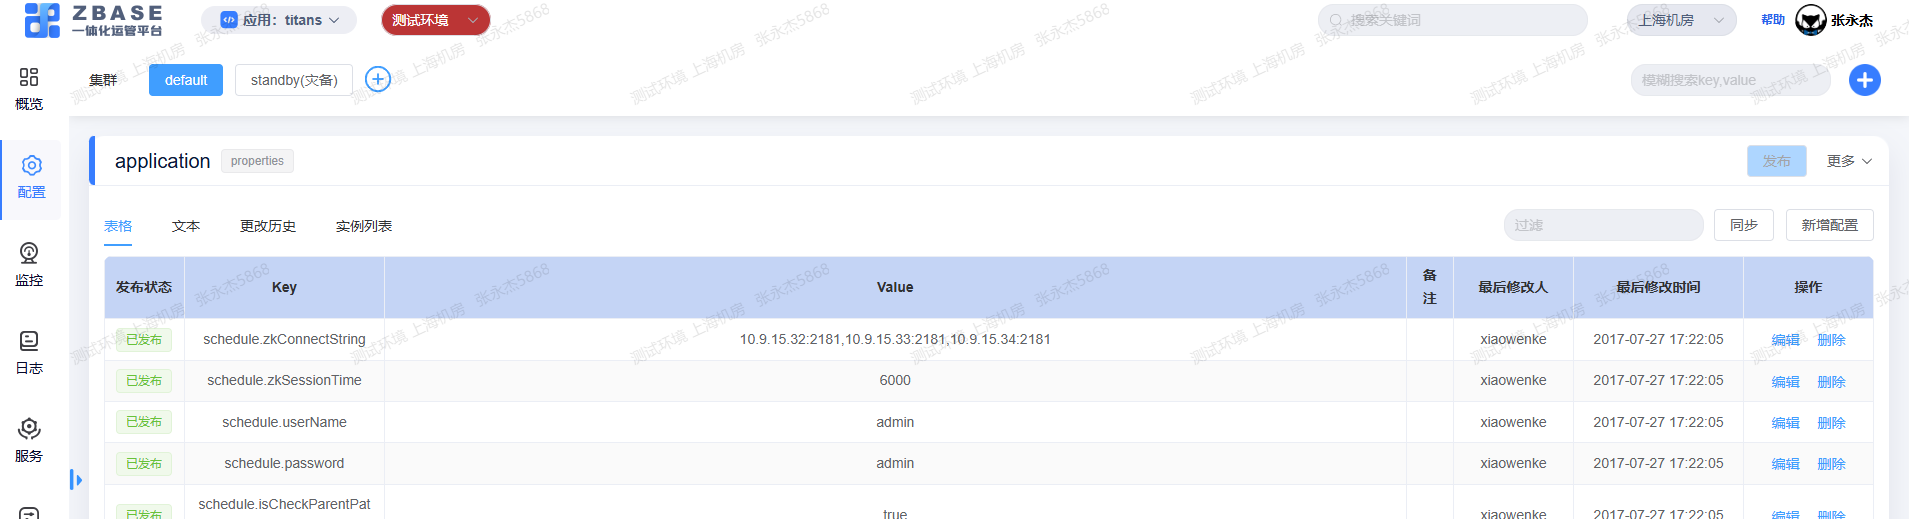 ZBASE
一体化运管平台
应用：titans
测试环境
搜索关键词
上海机房
帮助
张永杰
集群
default
standby(灾备)
模糊搜索key,value
概览
配置
监控
日志
服务
application
properties
发布
更多
表格
文本
更改历史
实例列表
过滤
同步
新增配置
发布状态 Key Value 备注 最后修改人 最后修改时间 操作
已发布 schedule.zkConnectString 10.9.15.32:2181,10.9.15.33:2181,10.9.15.34:2181 xiaowenke 2017-07-27 17:22:05 编辑 删除
已发布 schedule.zkSessionTime 6000 xiaowenke 2017-07-27 17:22:05 编辑 删除
已发布 schedule.userName admin xiaowenke 2017-07-27 17:22:05 编辑 删除
已发布 schedule.password admin xiaowenke 2017-07-27 17:22:05 编辑 删除
已发布 schedule.isCheckParentPat true xiaowenke 2017-07-27 17:22:05 编辑 删除
测试环境 上海机房 张永杰5868